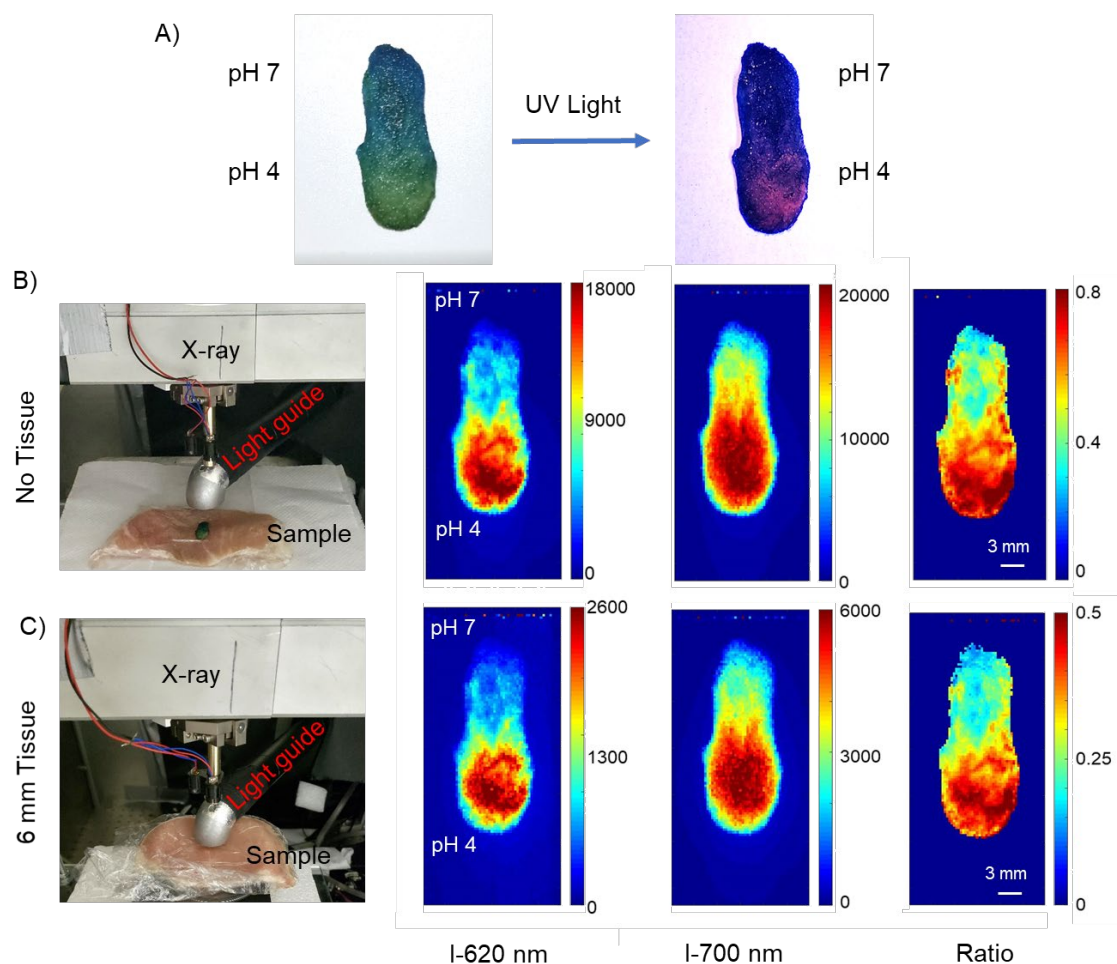 A)
pH 7
pH 4
UV Light
pH 7
pH 4
B)
No Tissue
X-ray
Light guide
Sample
pH 7
pH 4
18000
9000
0
20000
10000
0
0.8
0.4
0
3 mm
C)
6 mm Tissue
X-ray
Light guide
Sample
pH 7
pH 4
2600
1300
0
6000
3000
0
0.5
0.25
0
3 mm
I-620 nm
I-700 nm
Ratio